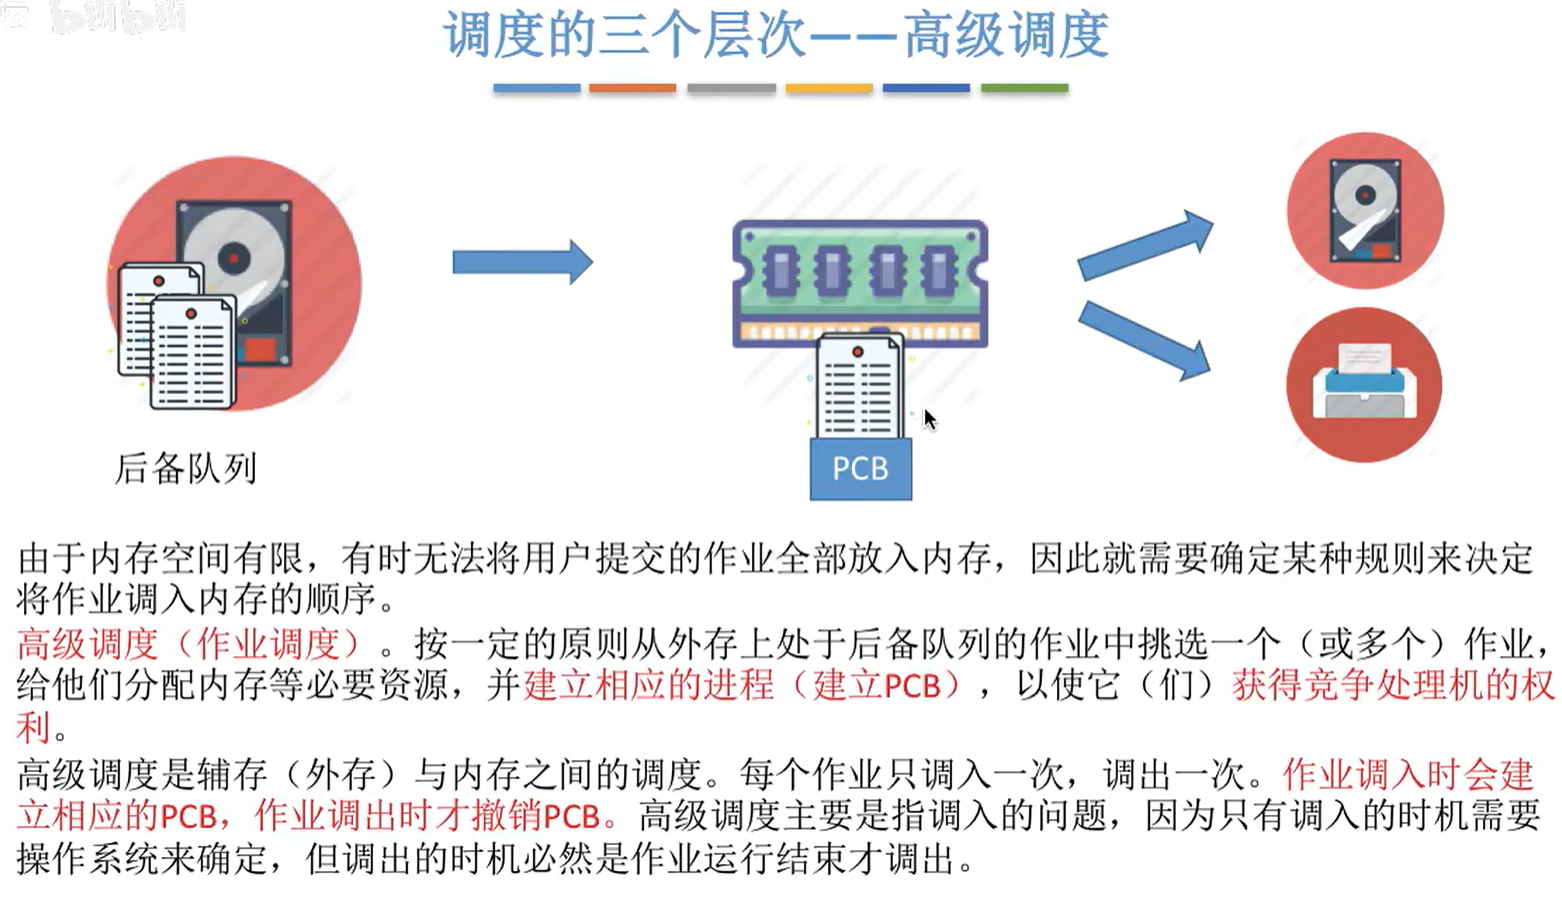 bilibili
调度的三个层次——高级调度
后备队列
PCB
由于内存空间有限，有时无法将用户提交的作业全部放入内存，因此就需要确定某种规则来决定
将作业调入内存的顺序。
高级调度（作业调度）。按一定的原则从外存上处于后备队列的作业中挑选一个（或多个）作业，
给他们分配内存等必要资源，并建立相应的进程（建立PCB），以使它（们）获得竞争处理机的权
利。
高级调度是辅存（外存）与内存之间的调度。每个作业只调入一次，调出一次。作业调入时会建
立相应的PCB，作业调出时才撤销PCB。高级调度主要是指调入的问题，因为只有调入的时机需要
操作系统来确定，但调出的时机必然是作业运行结束才调出。